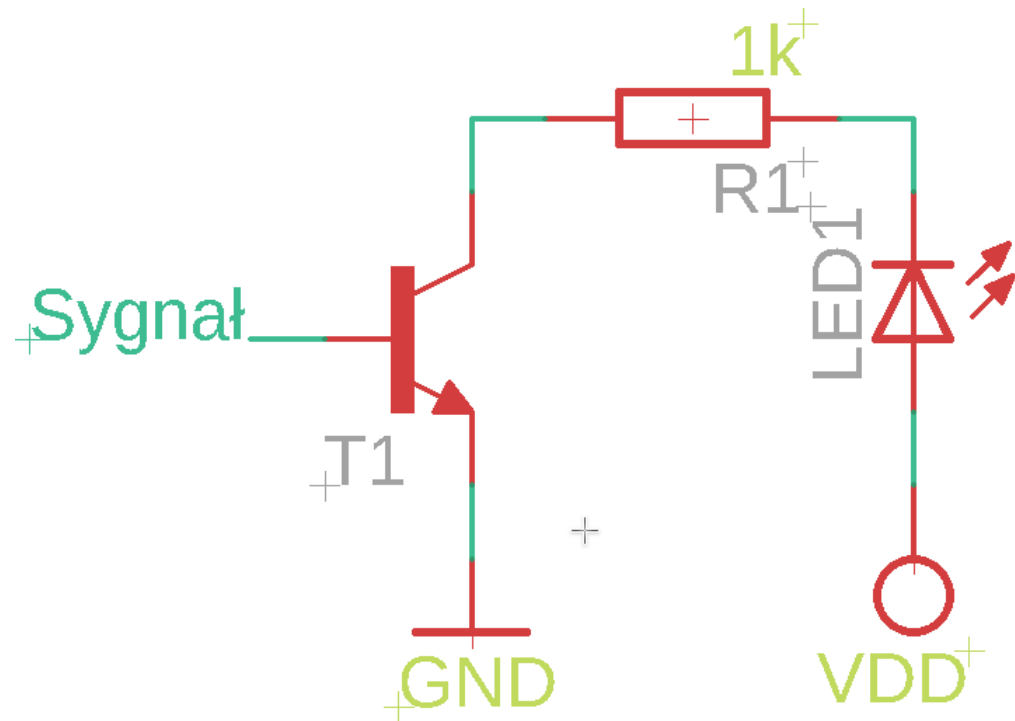 1k
R1
LED1
Sygnał
T1
GND
VDD